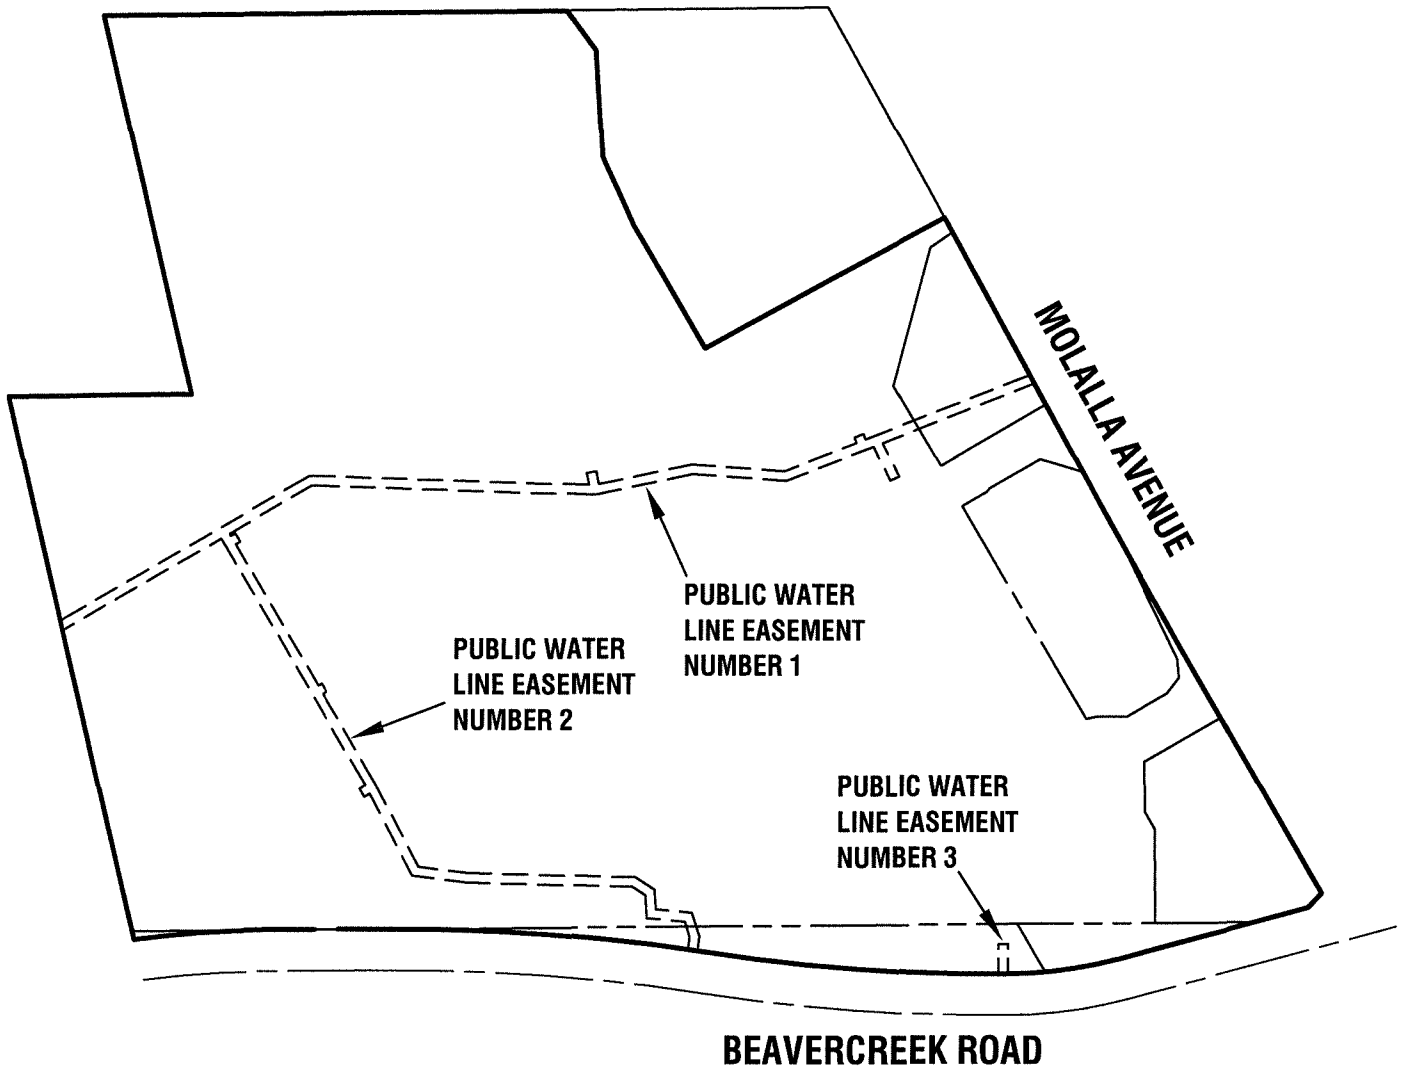 MOLALLA AVENUE
PUBLIC WATER
LINE EASEMENT
NUMBER 1
PUBLIC WATER
LINE EASEMENT
NUMBER 2
PUBLIC WATER
LINE EASEMENT
NUMBER 3
BEAVERCREEK ROAD